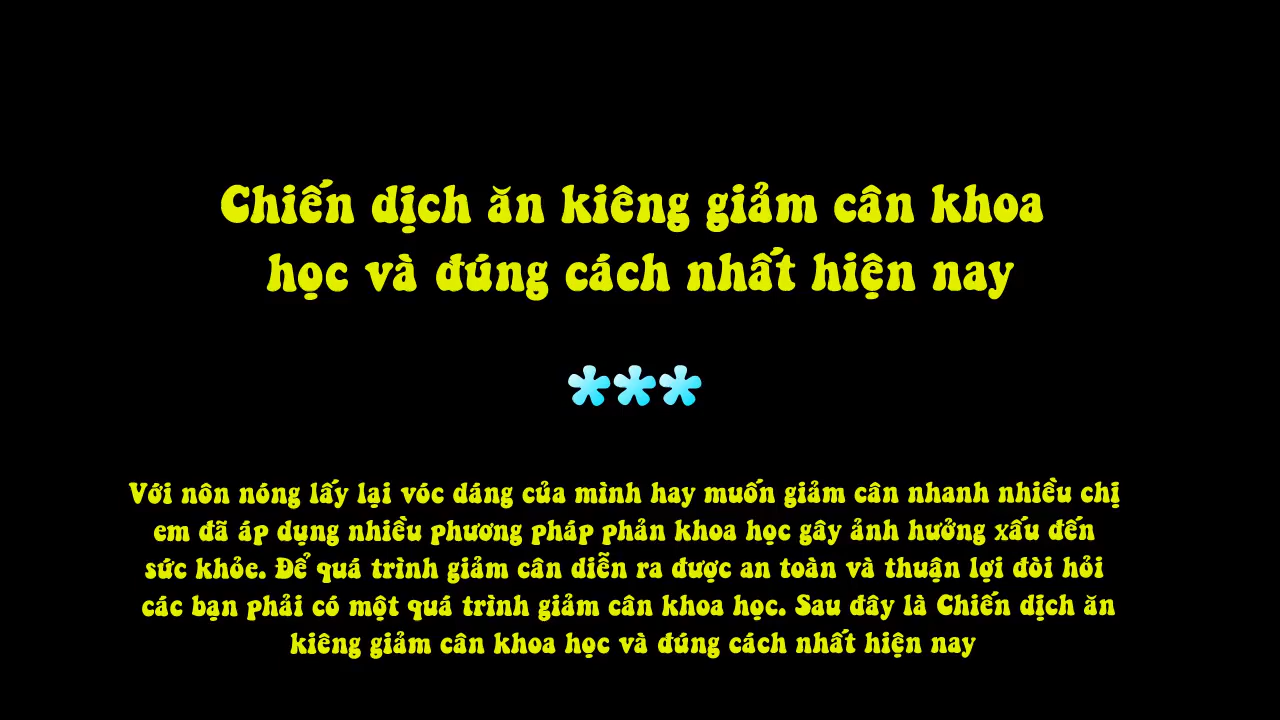 Chiến dịch ăn kiêng giảm cân khoa
học và đúng cách nhất hiện nay
***
Với nôn nóng lấy lại vóc dáng của mình hay muốn giảm cân nhanh nhiều chị
em đã áp dụng nhiều phương pháp phản khoa học gây ảnh hưởng xấu đến
sức khỏe. Để quá trình giảm cân diễn ra được an toàn và thuận lợi đòi hỏi
các bạn phải có một quá trình giảm cân khoa học. Sau đây là Chiến dịch ăn
kiêng giảm cân khoa học và đúng cách nhất hiện nay